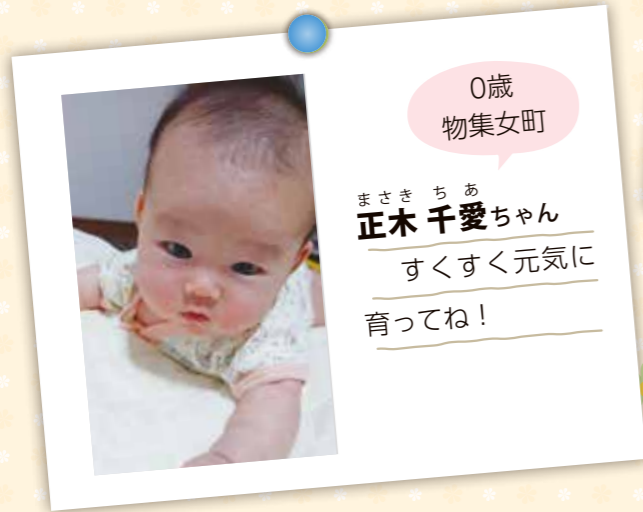 0歳
物集女町
まさき ちあ
正木 千愛ちゃん
すくすく元気に
育ってね！